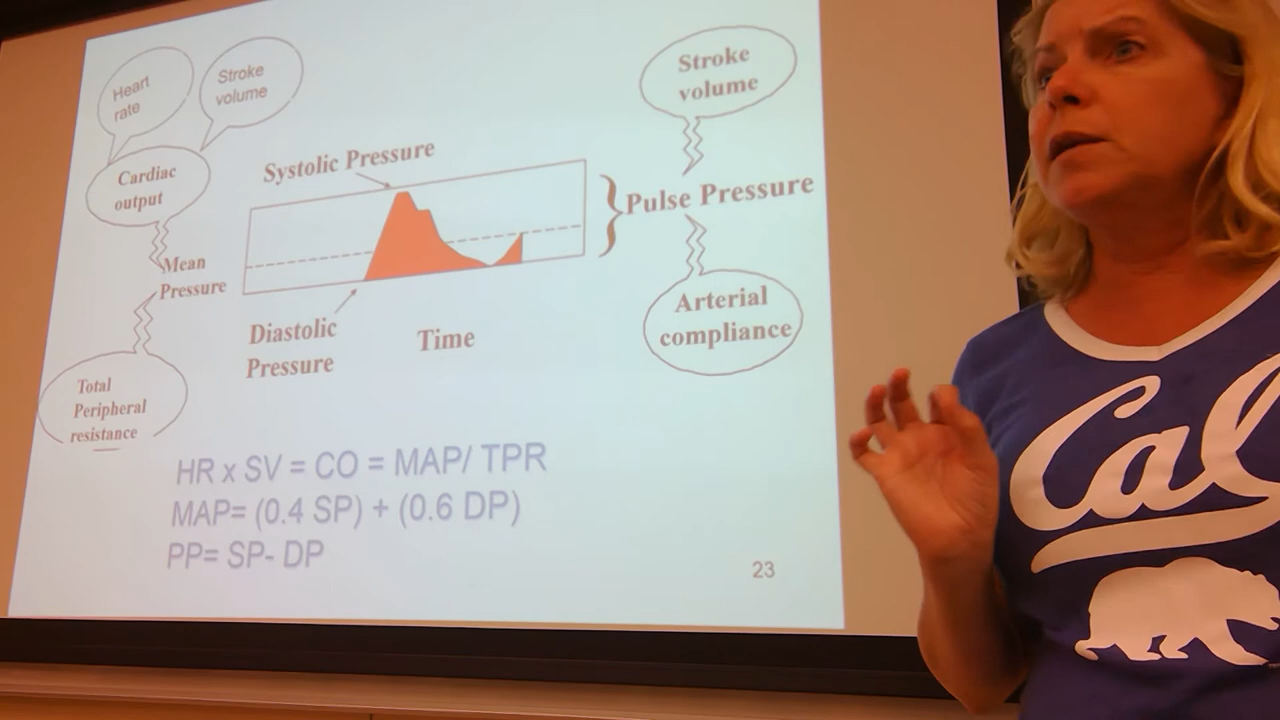 Heart
rate
Stroke
volume
Cardiac
output
Mean
Pressure
Total
Peripheral
resistance
Systolic Pressure
Diastolic
Pressure
Time
Stroke
volume
Pulse Pressure
Arterial
compliance
HR x SV = CO = MAP/ TPR
MAP= (0.4 SP) + (0.6 DP)
PP= SP- DP
23
Cal